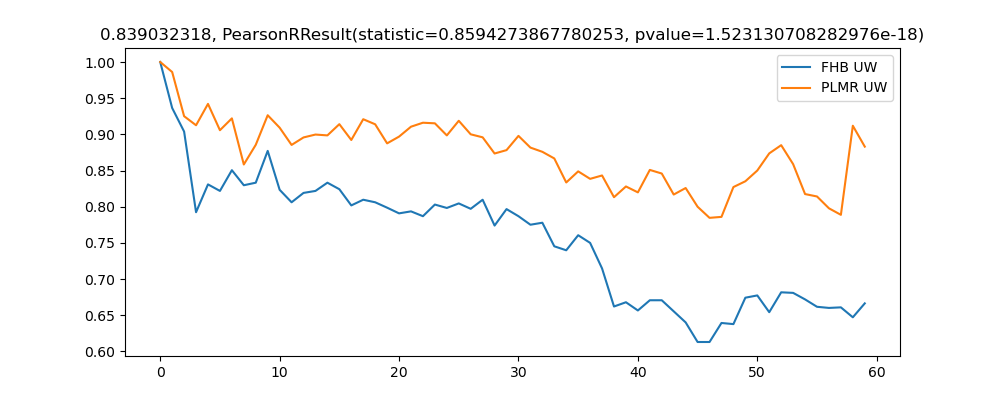 0.839032318, PearsonRResult(statistic=0.8594273867780253, pvalue=1.523130708282976e-18)
1.00
0.95
0.90
0.85
0.80
0.75
0.70
0.65
0.60
FHB UW
PLMR UW
0 10 20 30 40 50 60